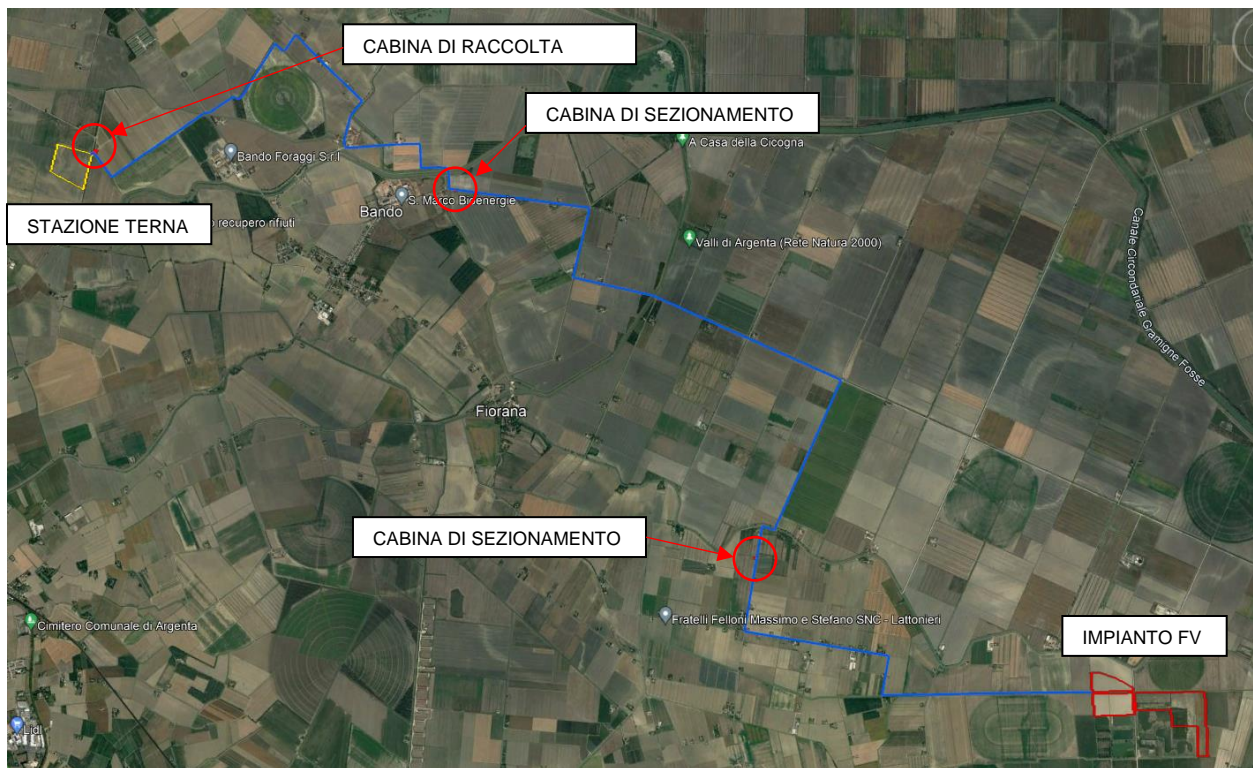 CABINA DI RACCOLTA
CABINA DI SEZIONAMENTO
A Casa della Cicogna
Bando Foraggi S.r.l
S. Marco Bioenergie
Bando
STAZIONE TERNA
recupero rifiuti
Valli di Argenta (Rete Natura 2000)
Canale Circondariale Gramigne Fosse
Fiorana
CABINA DI SEZIONAMENTO
Fratelli Felloni Massimo e Stefano SNC - Lattonieri
Cimitero Comunale di Argenta
IMPIANTO FV
Lidl